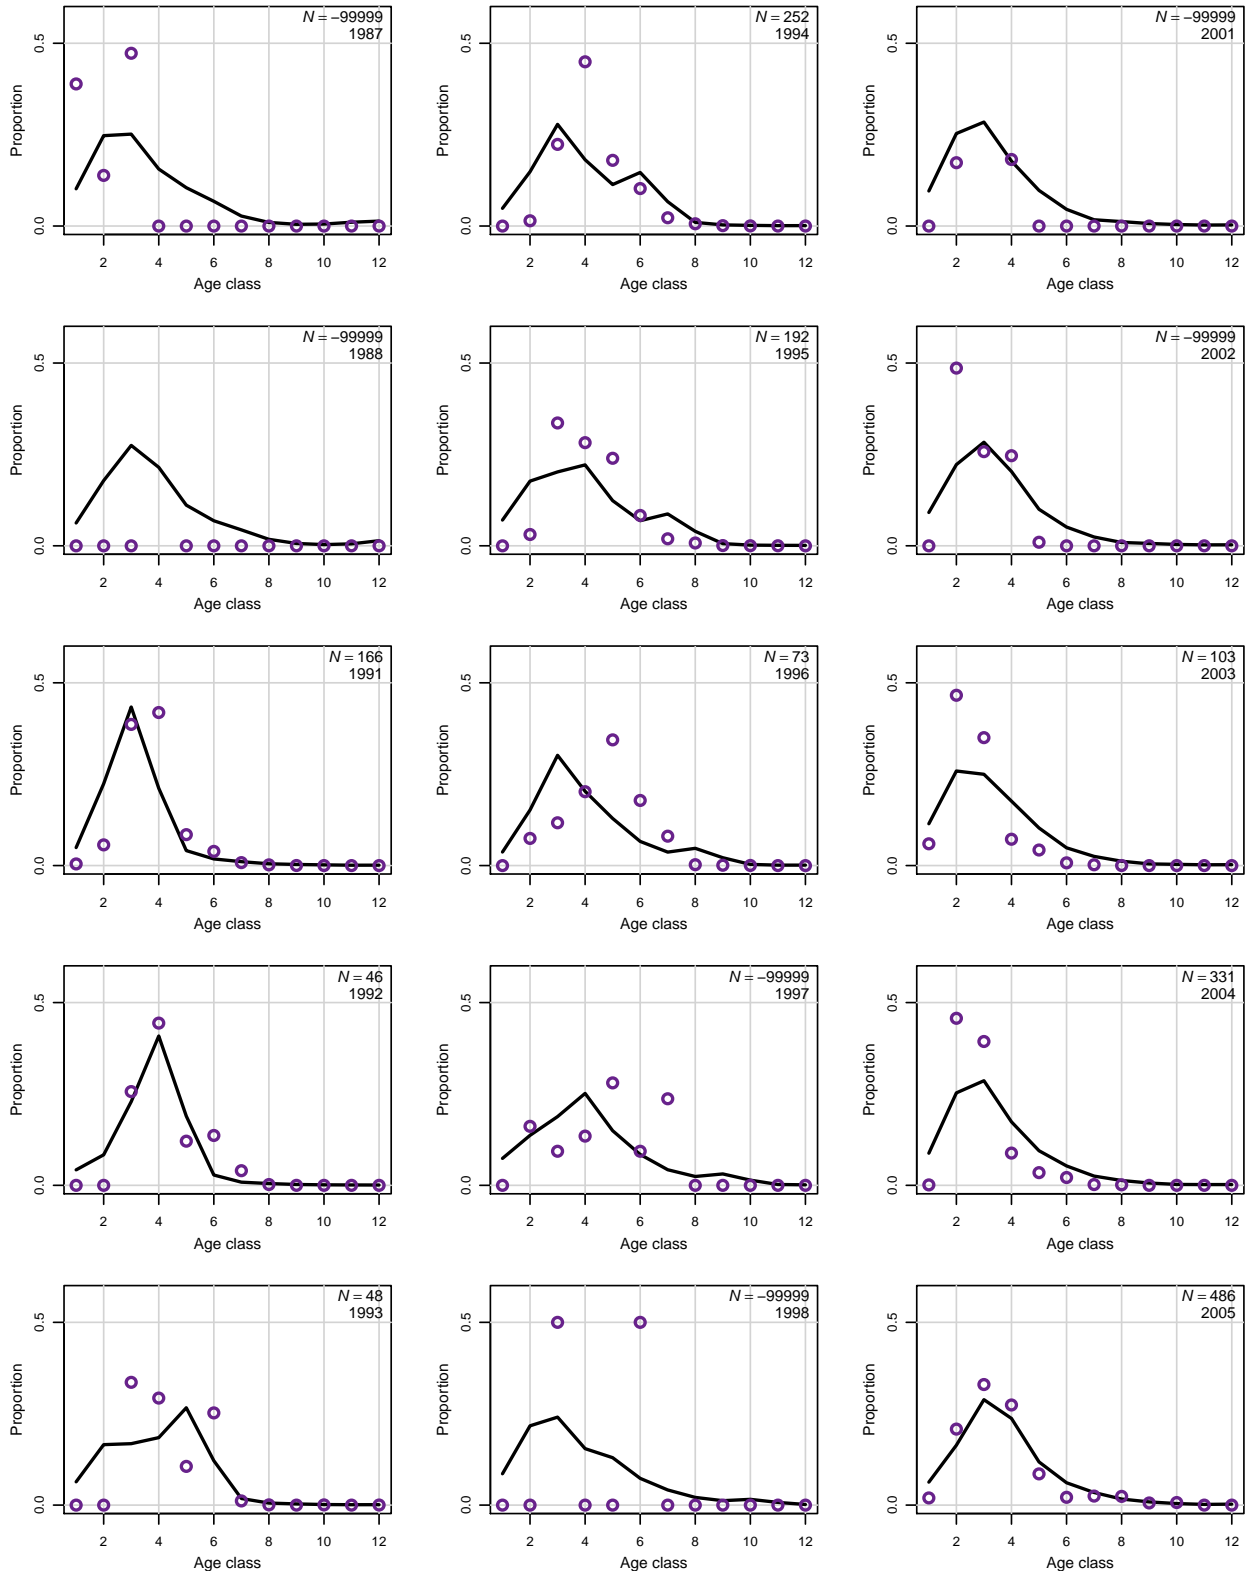 N = −99999
1987
0.5
0.0
Proportion
2 4 6 8 10 12
Age class
N = 252
1994
0.5
0.0
Proportion
2 4 6 8 10 12
Age class
N = −99999
2001
0.5
0.0
Proportion
2 4 6 8 10 12
Age class
N = −99999
1988
0.5
0.0
Proportion
2 4 6 8 10 12
Age class
N = 192
1995
0.5
0.0
Proportion
2 4 6 8 10 12
Age class
N = −99999
2002
0.5
0.0
Proportion
2 4 6 8 10 12
Age class
N = 166
1991
0.5
0.0
Proportion
2 4 6 8 10 12
Age class
N = 73
1996
0.5
0.0
Proportion
2 4 6 8 10 12
Age class
N = 103
2003
0.5
0.0
Proportion
2 4 6 8 10 12
Age class
N = 46
1992
0.5
0.0
Proportion
2 4 6 8 10 12
Age class
N = −99999
1997
0.5
0.0
Proportion
2 4 6 8 10 12
Age class
N = 331
2004
0.5
0.0
Proportion
2 4 6 8 10 12
Age class
N = 48
1993
0.5
0.0
Proportion
2 4 6 8 10 12
Age class
N = −99999
1998
0.5
0.0
Proportion
2 4 6 8 10 12
Age class
N = 486
2005
0.5
0.0
Proportion
2 4 6 8 10 12
Age class